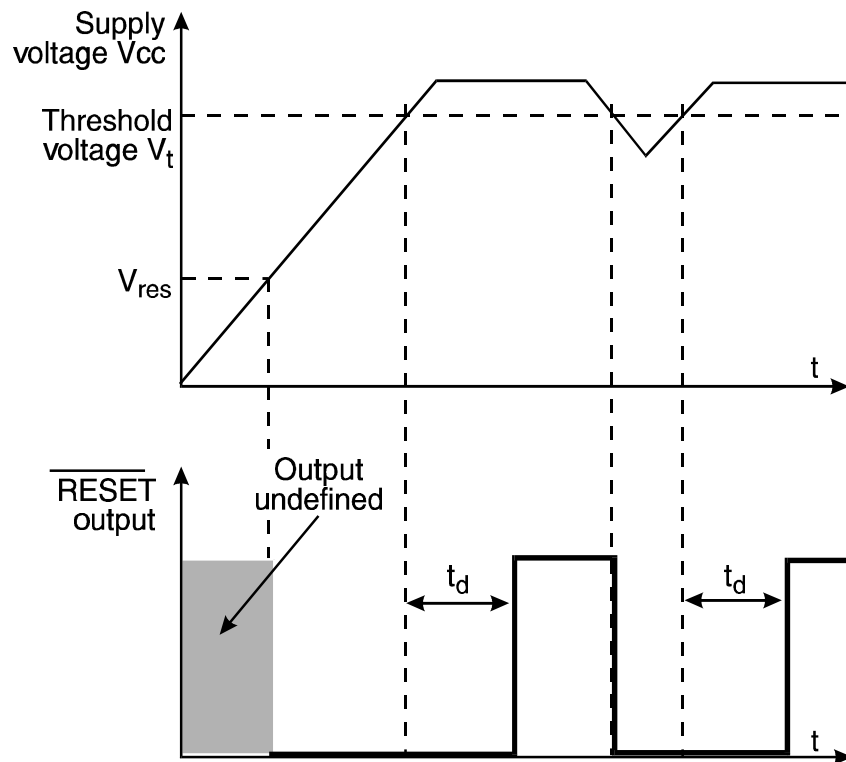 Supply
voltage Vcc
Threshold
voltage Vt
Vres
t
RESET
output
Output
undefined
td
td
t